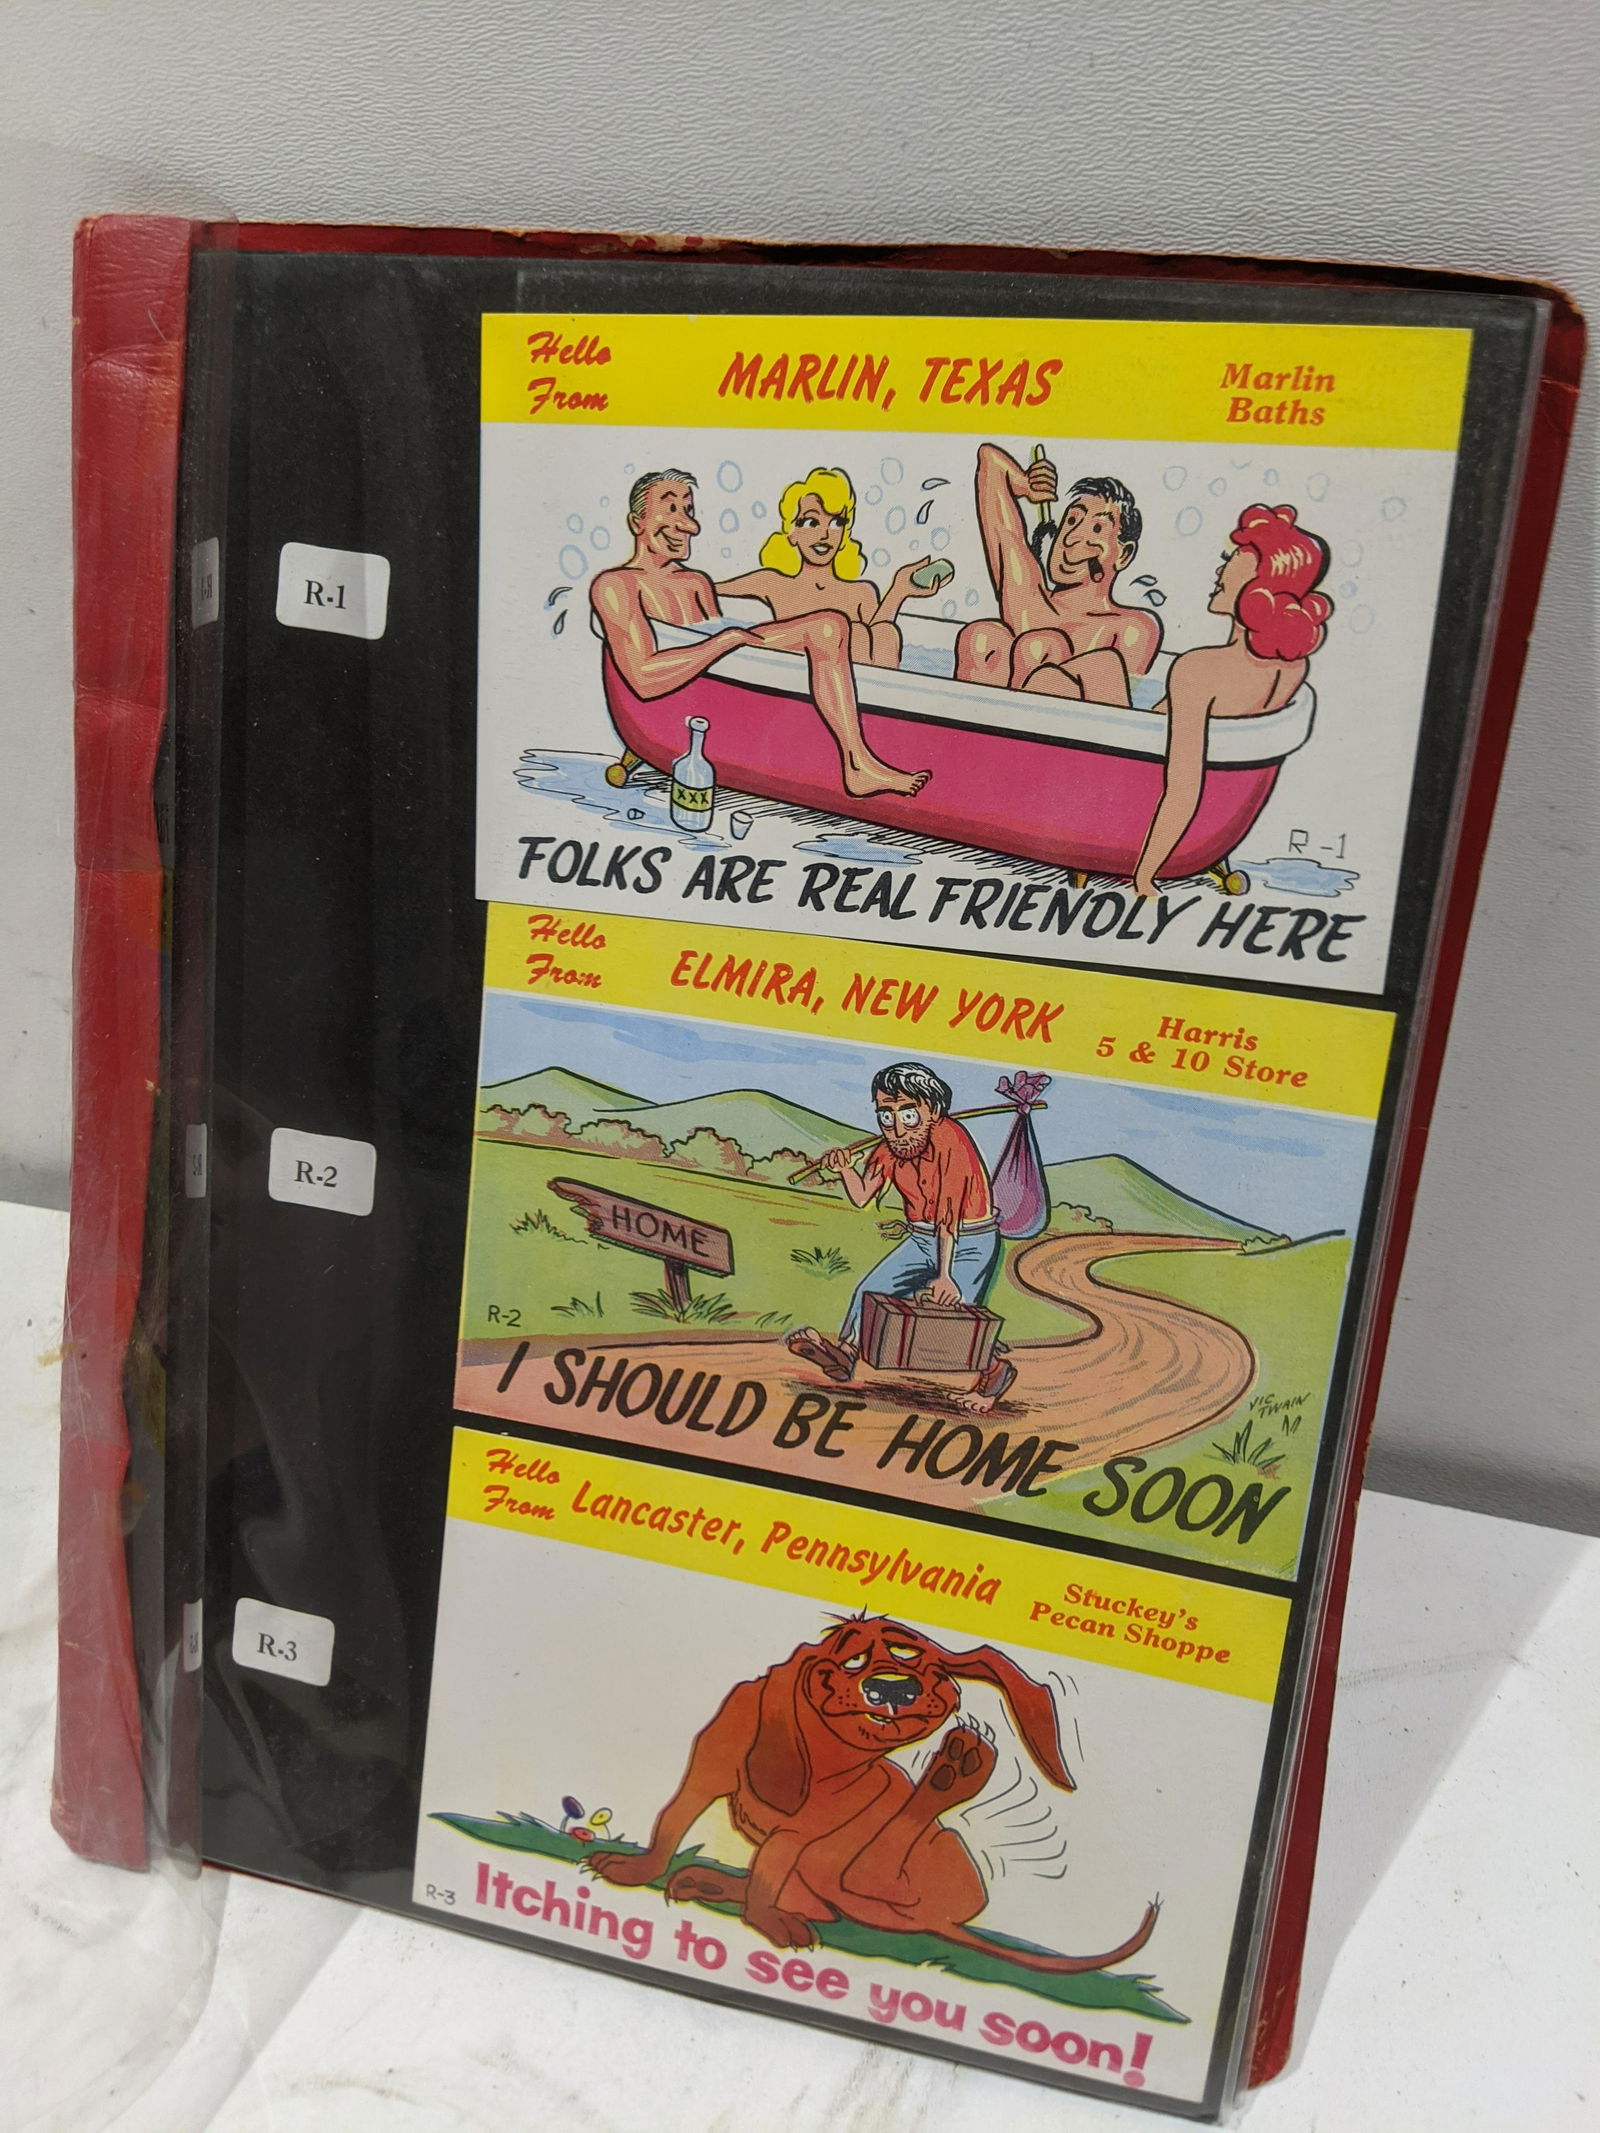 Hello
From
MARLIN, TEXAS
Marlin
Baths
R-1
XXX
R-1
FOLKS ARE REAL FRIENDLY HERE
Hello
From
ELMIRA, NEW YORK
Harris
5 & 10 Store
R-2
HOME
R-2
VIC
TWAIN
I SHOULD BE HOME SOON
Hello
From
Lancaster, Pennsylvania
Stuckey's
Pecan Shoppe
R-3
R-3
Itching to see you soon!